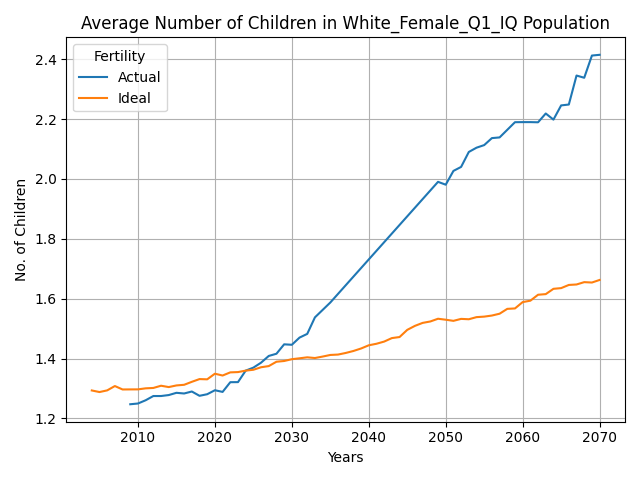 Average Number of Children in White_Female_Q1_IQ Population
Fertility
Actual
Ideal
No. of Children
2.4
2.2
2.0
1.8
1.6
1.4
1.2
2010 2020 2030 2040 2050 2060 2070
Years